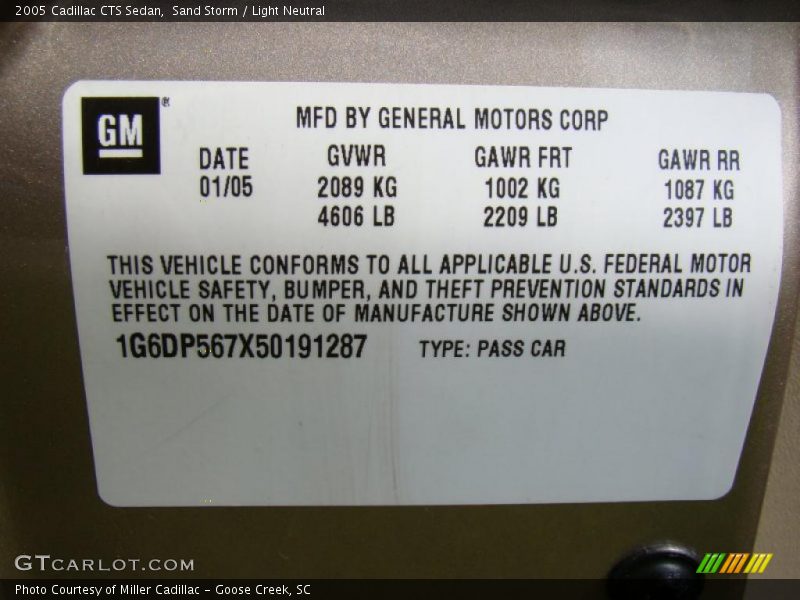 2005 Cadillac CTS Sedan, Sand Storm / Light Neutral
GM ®
MFD BY GENERAL MOTORS CORP
DATE GVWR GAWR FRT GAWR RR
01/05 2089 KG 1002 KG 1087 KG
4606 LB 2209 LB 2397 LB
THIS VEHICLE CONFORMS TO ALL APPLICABLE U.S. FEDERAL MOTOR
VEHICLE SAFETY, BUMPER, AND THEFT PREVENTION STANDARDS IN
EFFECT ON THE DATE OF MANUFACTURE SHOWN ABOVE.
1G6DP567X50191287 TYPE: PASS CAR
GTCARLOT.COM
Photo Courtesy of Miller Cadillac - Goose Creek, SC